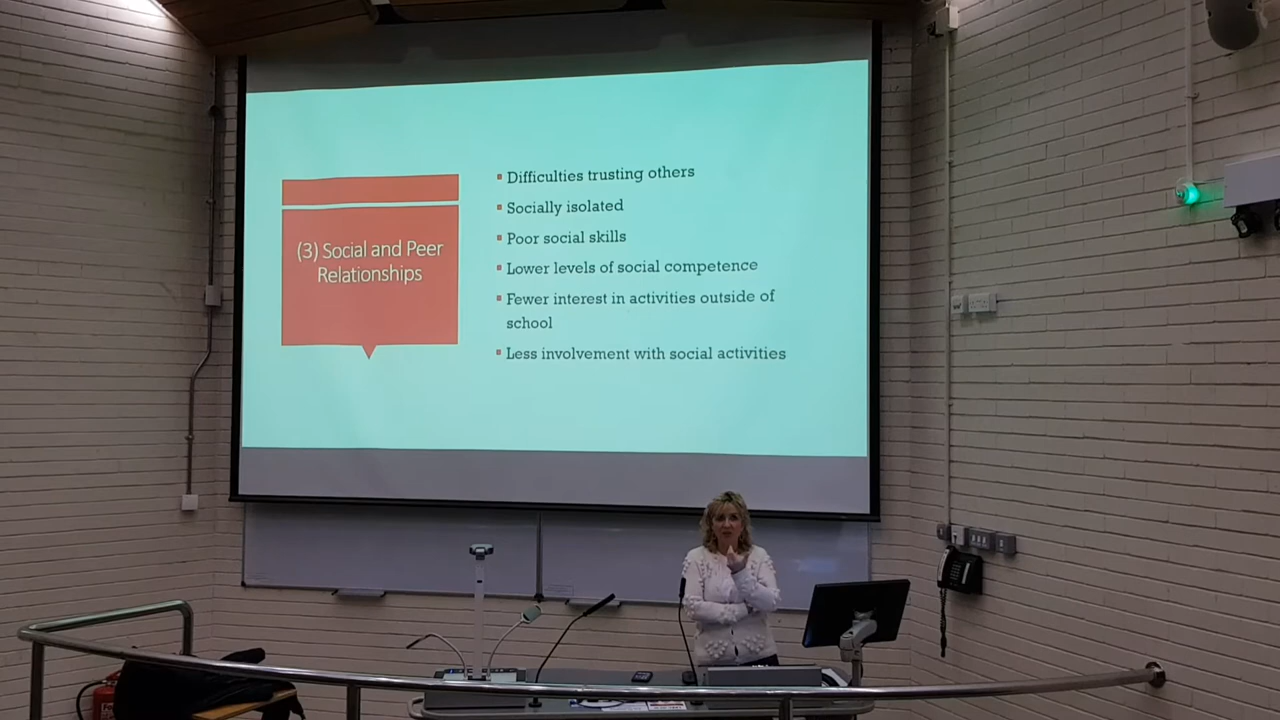 (3) Social and Peer
Relationships
Difficulties trusting others
Socially isolated
Poor social skills
Lower levels of social competence
Fewer interest in activities outside of
school
Less involvement with social activities